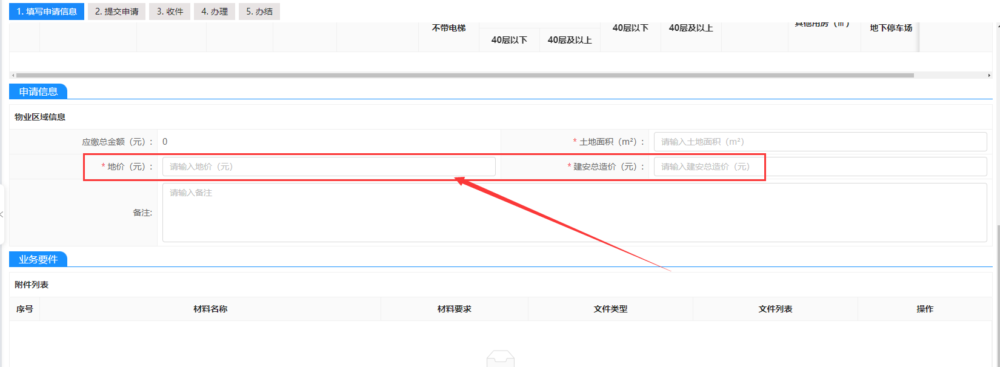 1. 填写申请信息 2. 提交申请 3. 收件 4. 办理 5. 办结
不带电梯 40层以下 40层及以上 其他用房（㎡） 地下停车场
40层以下 40层及以上
申请信息
物业区域信息
应缴总金额（元）: 0 * 土地面积（m²）: 请输入土地面积（m²）
* 地价（元）: 请输入地价（元） * 建安总造价（元）: 请输入建安总造价（元）
备注: 请输入备注
业务要件
附件列表
序号 材料名称 材料要求 文件类型 文件列表 操作